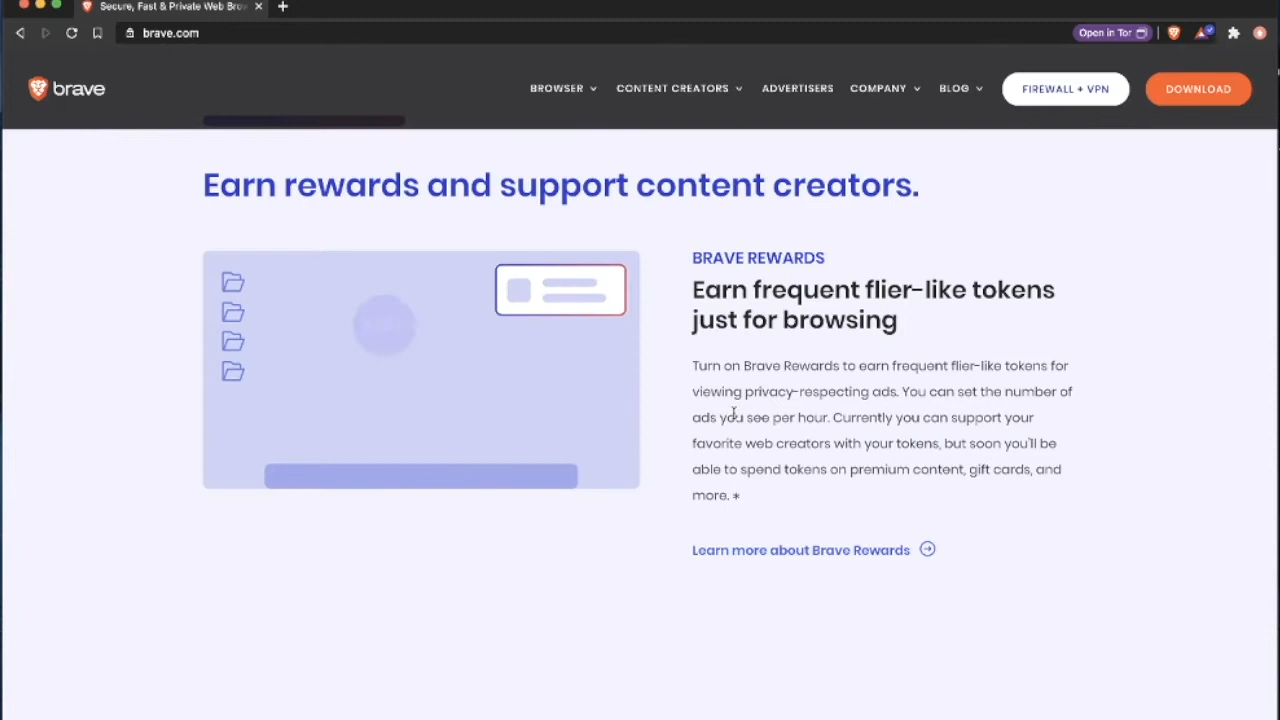 Secure, Fast & Private Web Bro
brave.com
Open in Tor
brave
BROWSER
CONTENT CREATORS
ADVERTISERS
COMPANY
BLOG
FIREWALL + VPN
DOWNLOAD
Earn rewards and support content creators.
BRAVE REWARDS
Earn frequent flier-like tokens
just for browsing
Turn on Brave Rewards to earn frequent flier-like tokens for
viewing privacy-respecting ads. You can set the number of
ads you see per hour. Currently you can support your
favorite web creators with your tokens, but soon you'll be
able to spend tokens on premium content, gift cards, and
more. *
Learn more about Brave Rewards